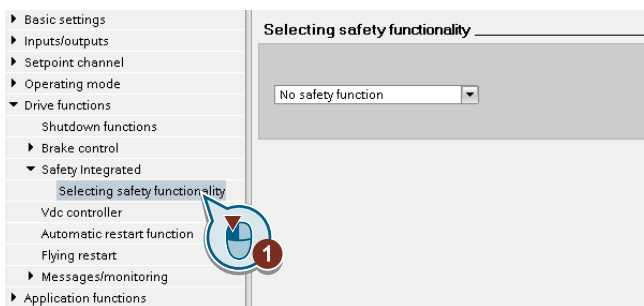 Basic settings
Inputs/outputs
Setpoint channel
Operating mode
Drive functions
Shutdown functions
Brake control
Safety Integrated
Selecting safety functionality
Vdc controller
Automatic restart function
Flying restart
Messages/monitoring
Application functions
Selecting safety functionality
No safety function
1